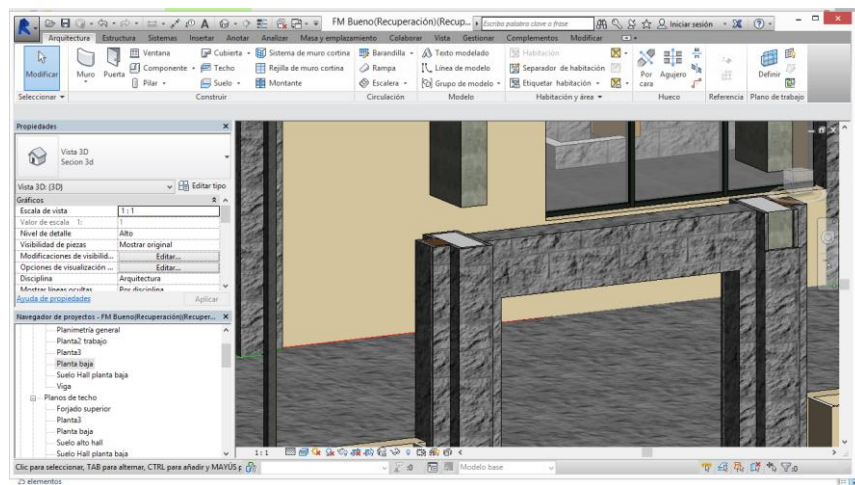 FM Bueno(Recuperación)(Recup...
Escriba palabra clave o frase
Iniciar sesión
Arquitectura Estructura Sistemas Insertar Anotar Analizar Masa y emplazamiento Colaborar Vista Gestionar Complementos Modificar
Modificar
Muro
Puerta
Ventana
Componente
Pilar
Cubierta
Techo
Suelo
Sistema de muro cortina
Rejilla de muro cortina
Montante
Barandilla
Rampa
Escalera
Texto modelado
Línea de modelo
Grupo de modelo
Habitación
Separador de habitación
Etiquetar habitación
Por cara
Agujero
Definir
Seleccionar Construir Circulación Modelo Habitación y área Hueco Referencia Plano de trabajo
Propiedades
Vista 3D
Secion 3d
Vista 3D: {3D} Editar tipo
Gráficos
Escala de vista 1 : 1
Valor de escala 1: 1
Nivel de detalle Alto
Visibilidad de piezas Mostrar original
Modificaciones de visibilid... Editar...
Opciones de visualización ... Editar...
Disciplina Arquitectura
Mostrar líneas ocultas Por disciplina
Ayuda de propiedades Aplicar
Navegador de proyectos - FM Bueno(Recuperación)(Recuper...
Planimetría general
Planta2 trabajo
Planta3
Planta baja
Suelo Hall planta baja
Viga
Planos de techo
Forjado superior
Planta3
Planta baja
Suelo alto hall
Suelo Hall planta baja
1 : 1
Clic para seleccionar, TAB para alternar, CTRL para añadir y MAYÚS p
:0
Modelo base
:0
25 elementos